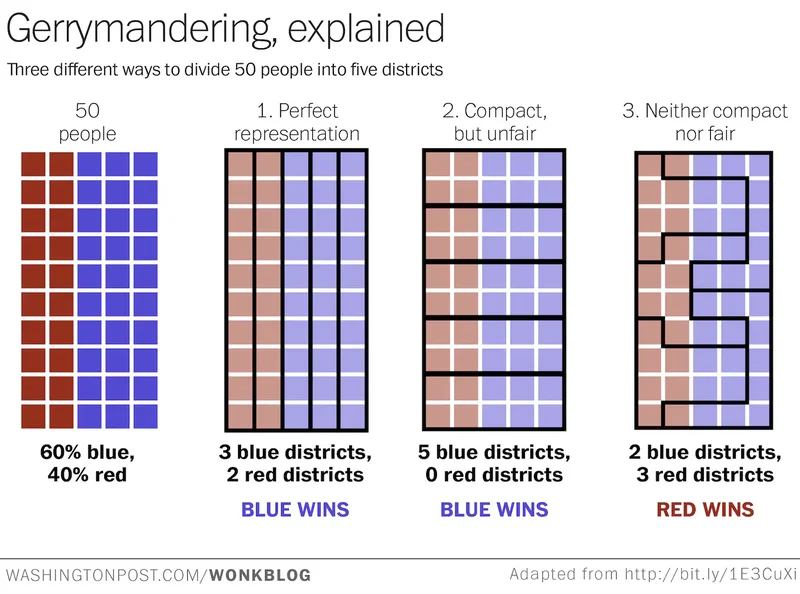 Gerrymandering, explained
Three different ways to divide 50 people into five districts
50
people
1. Perfect
representation
2. Compact,
but unfair
3. Neither compact
nor fair
60% blue,
40% red
3 blue districts,
2 red districts
BLUE WINS
5 blue districts,
0 red districts
BLUE WINS
2 blue districts,
3 red districts
RED WINS
WASHINGTONPOST.COM/WONKBLOG
Adapted from http://bit.ly/1E3CuXi